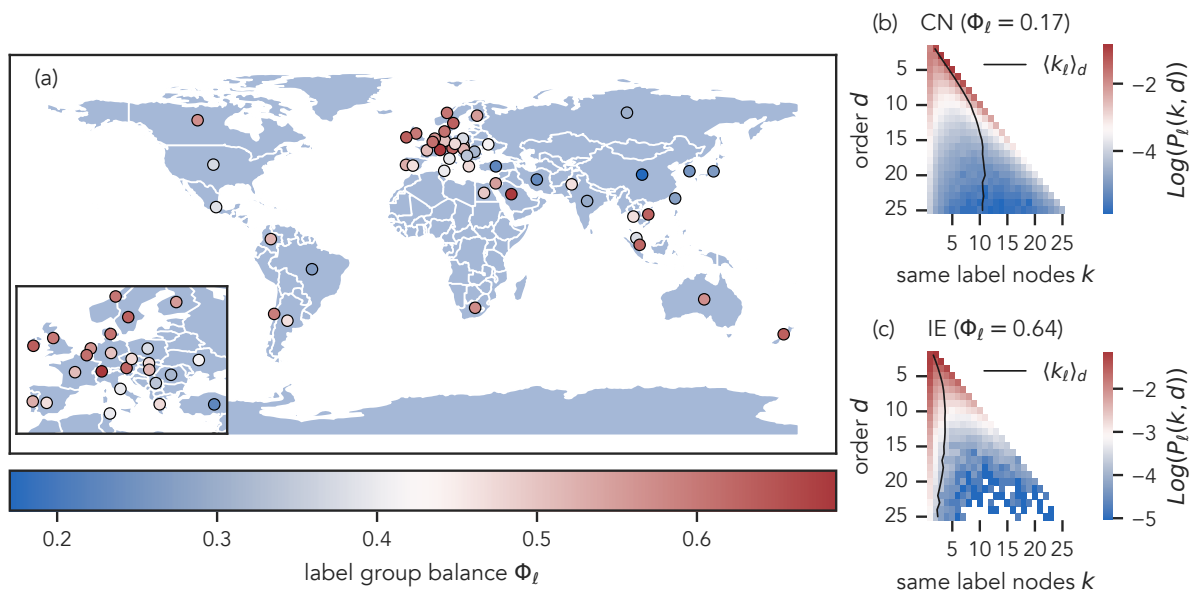 (a)
0.2 0.3 0.4 0.5 0.6
label group balance Φℓ
(b) CN (Φℓ = 0.17)
⟨kℓ⟩d
order d
5
10
15
20
25
5 10 15 20 25
same label nodes k
−2
−4
Log(Pℓ(k, d))
(c) IE (Φℓ = 0.64)
⟨kℓ⟩d
order d
5
10
15
20
25
5 10 15 20 25
same label nodes k
−2
−3
−4
−5
Log(Pℓ(k, d))